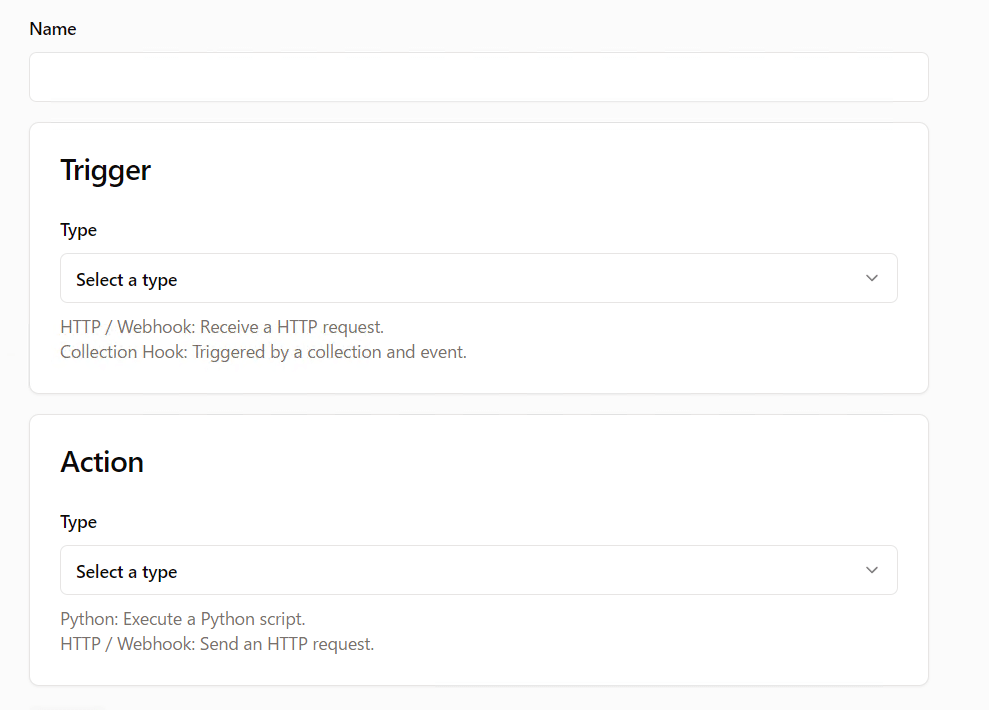 Name
Trigger
Type
Select a type
HTTP / Webhook: Receive a HTTP request.
Collection Hook: Triggered by a collection and event.
Action
Type
Select a type
Python: Execute a Python script.
HTTP / Webhook: Send an HTTP request.